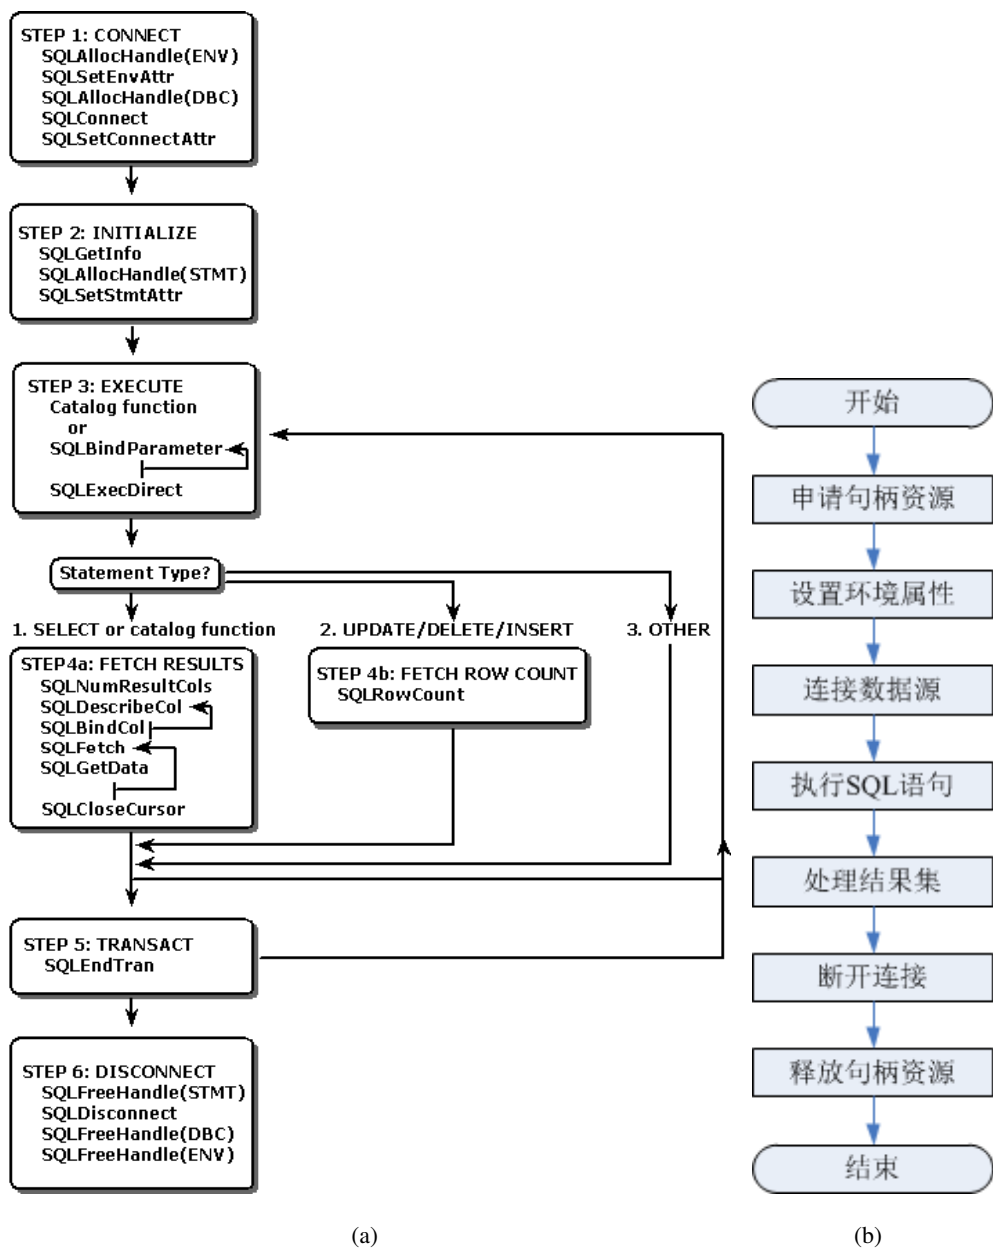 STEP 1: CONNECT
SQLAllocHandle(ENV)
SQLSetEnvAttr
SQLAllocHandle(DBC)
SQLConnect
SQLSetConnectAttr
STEP 2: INITIALIZE
SQLGetInfo
SQLAllocHandle(STMT)
SQLSetStmtAttr
STEP 3: EXECUTE
Catalog function
or
SQLBindParameter
SQLExecDirect
Statement Type?
1. SELECT or catalog function
2. UPDATE/DELETE/INSERT
3. OTHER
STEP4a: FETCH RESULTS
SQLNumResultCols
SQLDescribeCol
SQLBindCol
SQLFetch
SQLGetData
SQLCloseCursor
STEP 4b: FETCH ROW COUNT
SQLRowCount
STEP 5: TRANSACT
SQLEndTran
STEP 6: DISCONNECT
SQLFreeHandle(STMT)
SQLDisconnect
SQLFreeHandle(DBC)
SQLFreeHandle(ENV)
(a)
开始
申请句柄资源
设置环境属性
连接数据源
执行SQL语句
处理结果集
断开连接
释放句柄资源
结束
(b)